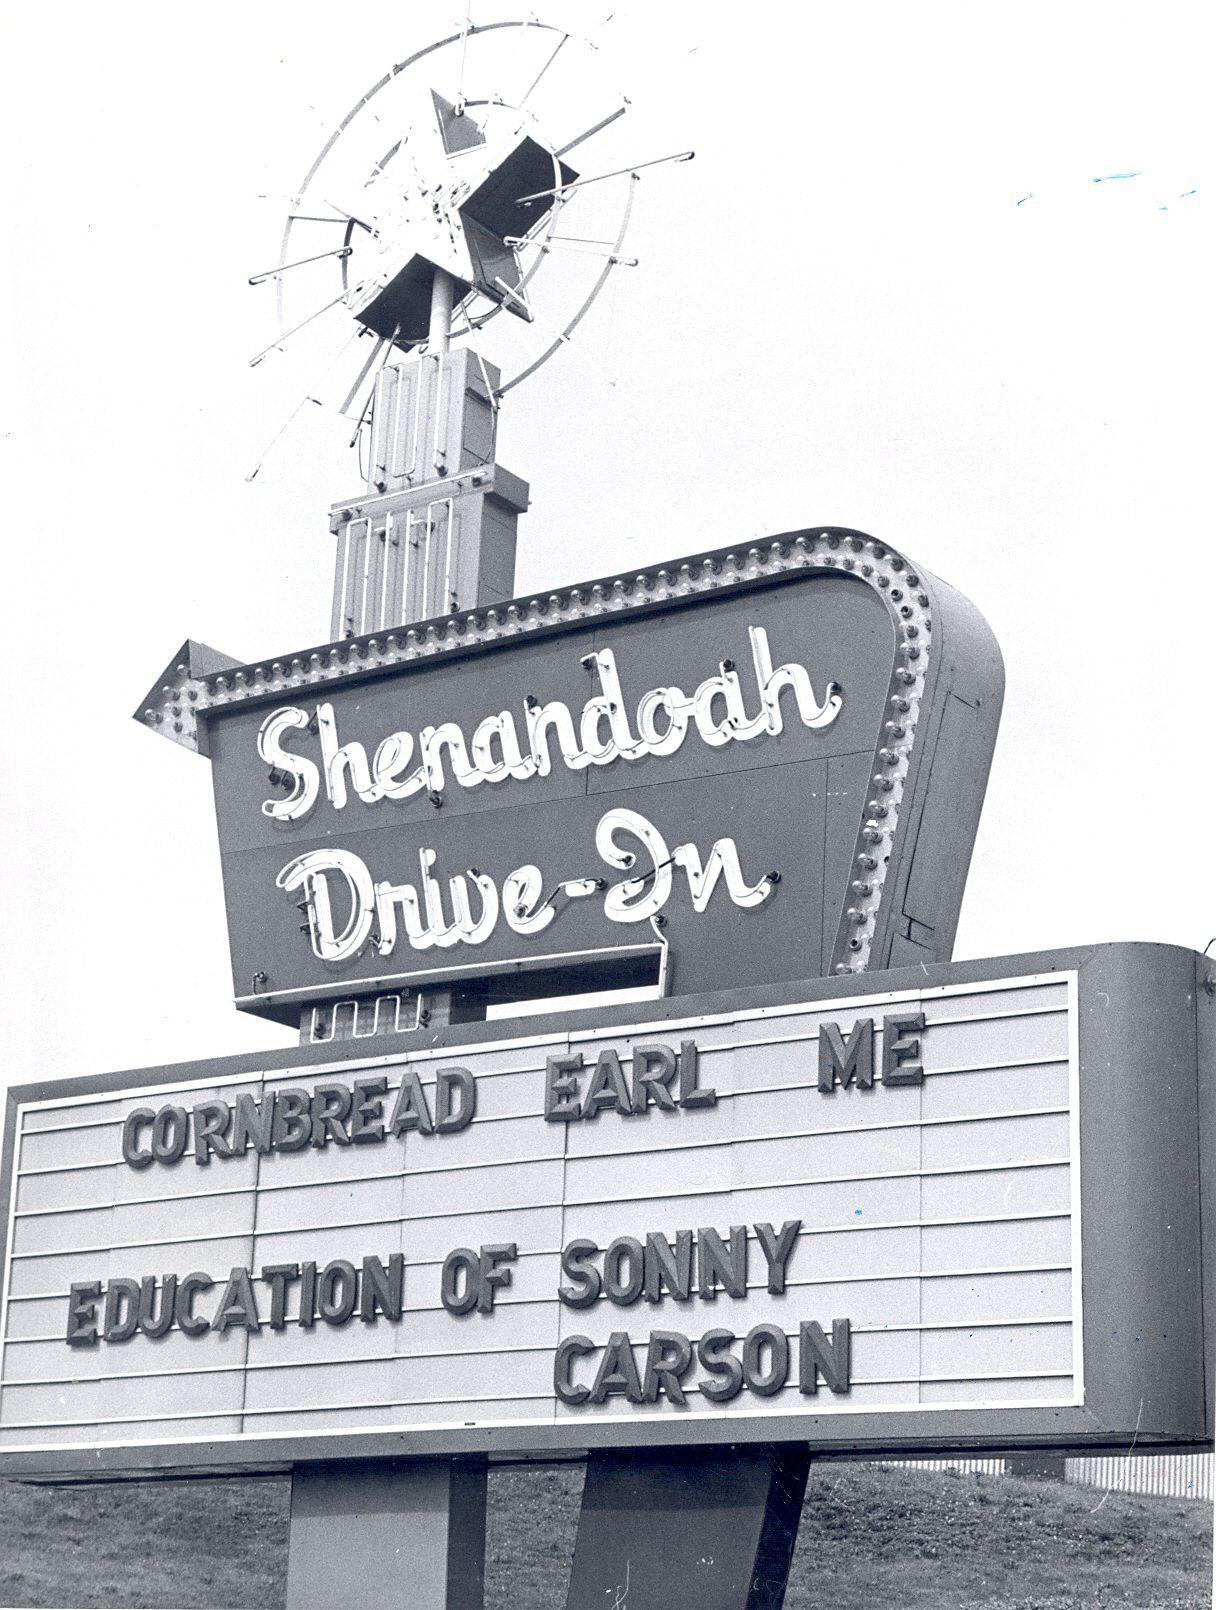 Shenandoah
Drive-In
CORNBREAD EARL ME
EDUCATION OF SONNY
CARSON